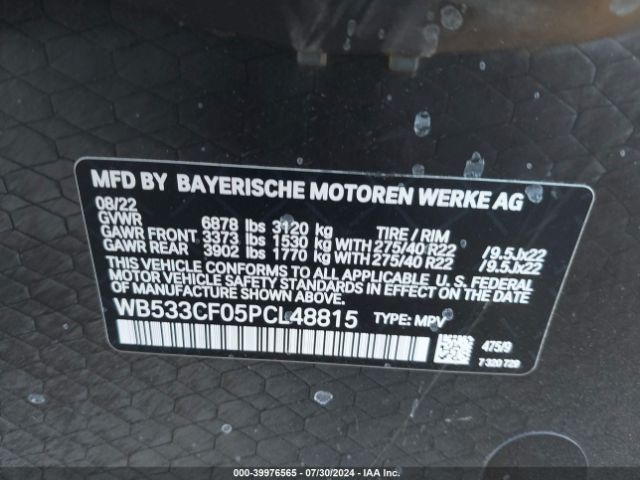 MFD BY BAYERISCHE MOTOREN WERKE AG
08/22
GVWR 6878 lbs 3120 kg TIRE / RIM
GAWR FRONT 3373 lbs 1530 kg WITH 275/40 R22 /9.5Jx22
GAWR REAR 3902 lbs 1770 kg WITH 275/40 R22 /9.5Jx22
THIS VEHICLE CONFORMS TO ALL APPLICABLE U. S. FEDERAL
MOTOR VEHICLE SAFETY STANDARDS IN EFFECT ON THE DATE
OF MANUFACTURE SHOWN ABOVE.
WB533CF05PCL48815 TYPE: MPV
475/9
7 320 729
000-39976565 - 07/30/2024 - IAA Inc.